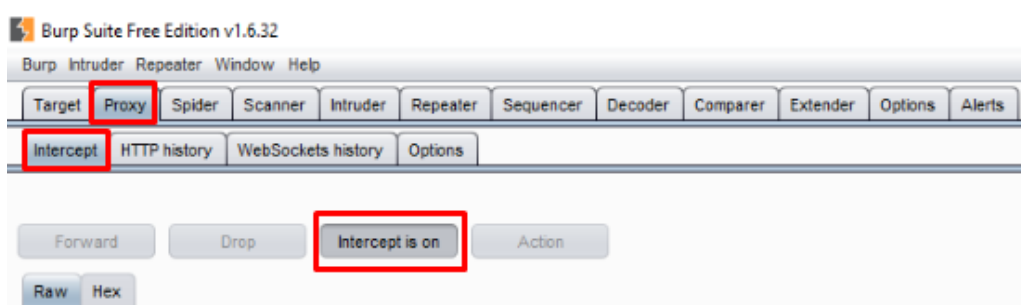 Burp Suite Free Edition v1.6.32
Burp Intruder Repeater Window Help
Target Proxy Spider Scanner Intruder Repeater Sequencer Decoder Comparer Extender Options Alerts
Intercept HTTP history WebSockets history Options
Forward Drop Intercept is on Action
Raw Hex